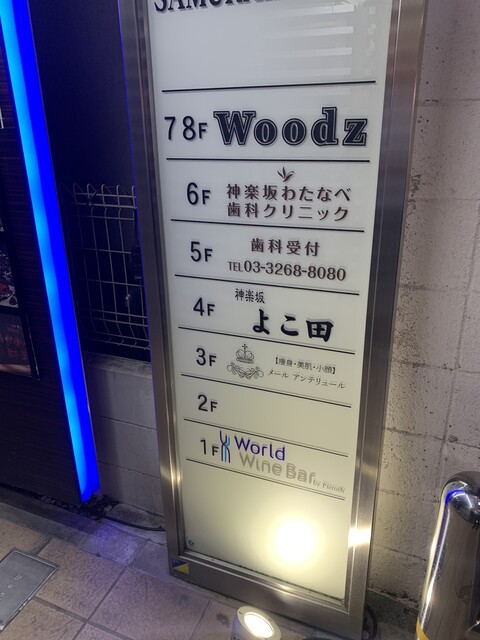 78F Woodz
6F 神楽坂わたなべ
歯科クリニック
5F 歯科受付
TEL03-3268-8080
4F 神楽坂
よこ田
3F 【痩身・美肌・小顔】
メール アンテリュール
2F
1F World
Wine Bar